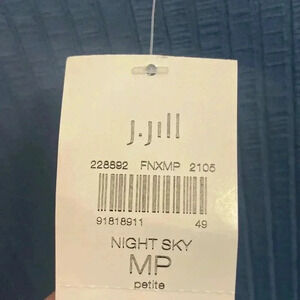 J.Jill
228892 FNXMP 2105
91818911 49
NIGHT SKY
MP
petite